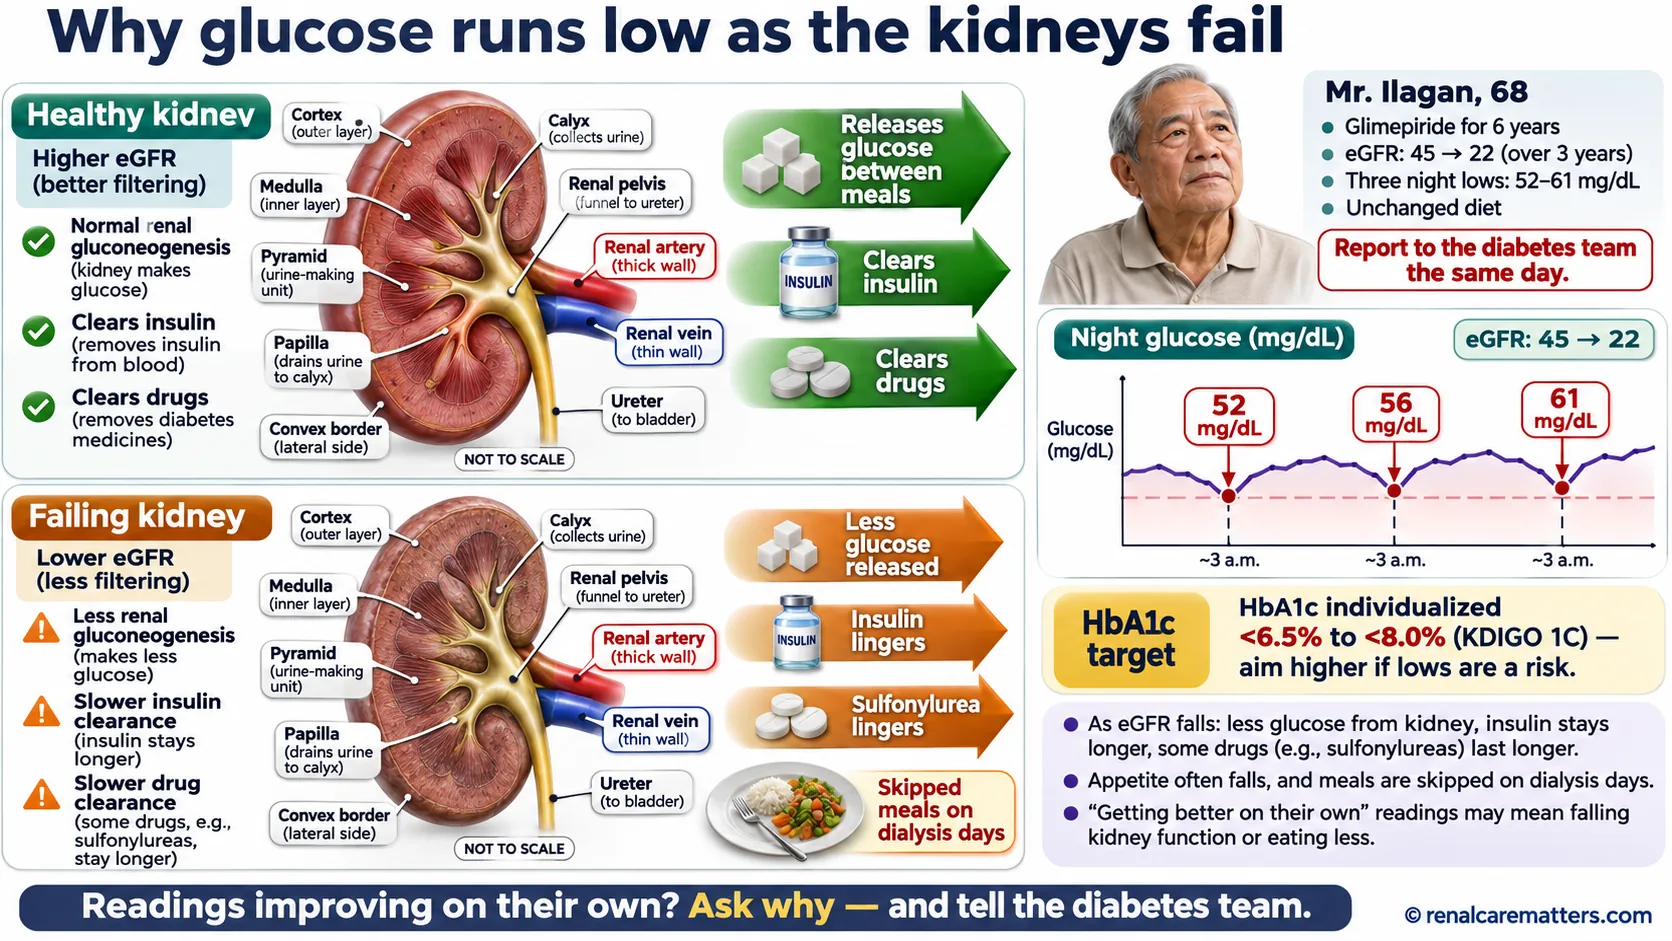 Why glucose runs low as the kidneys fail
Healthy kidney
Higher eGFR
(better filtering)
Normal renal
gluconeogenesis
(kidney makes
glucose)
Clears insulin
(removes insulin
from blood)
Clears drugs
(removes diabetes
medicines)
Cortex
(outer layer)
Medulla
(inner layer)
Pyramid
(urine-making
unit)
Papilla
(drains urine
to calyx)
Convex border
(lateral side)
Calyx
(collects urine)
Renal pelvis
(funnel to ureter)
Renal artery
(thick wall)
Renal vein
(thin wall)
Ureter
(to bladder)
NOT TO SCALE
Releases
glucose
between
meals
INSULIN
Clears
insulin
Clears
drugs
Failing kidney
Lower eGFR
(less filtering)
Less renal
gluconeogenesis
(makes less
glucose)
Slower insulin
clearance
(insulin stays
longer)
Slower drug
clearance
(some drugs, e.g.,
sulfonylureas,
stay longer)
Cortex
(outer layer)
Medulla
(inner layer)
Pyramid
(urine-making
unit)
Papilla
(drains urine
to calyx)
Convex border
(lateral side)
Calyx
(collects urine)
Renal pelvis
(funnel to ureter)
Renal artery
(thick wall)
Renal vein
(thin wall)
Ureter
(to bladder)
NOT TO SCALE
Less
glucose
released
INSULIN
Insulin
lingers
Sulfonylurea
lingers
Skipped
meals on
dialysis days
Mr. Ilagan, 68
Glimepiride for 6 years
eGFR: 45 → 22 (over 3 years)
Three night lows: 52–61 mg/dL
Unchanged diet
Report to the diabetes team
the same day.
Night glucose (mg/dL)
eGFR: 45 → 22
Glucose
(mg/dL)
52
mg/dL
56
mg/dL
61
mg/dL
~3 a.m.
~3 a.m.
~3 a.m.
HbA1c
target
HbA1c individualized
<6.5% to <8.0% (KDIGO 1C) —
aim higher if lows are a risk.
As eGFR falls: less glucose from kidney, insulin stays
longer, some drugs (e.g., sulfonylureas) last longer.
Appetite often falls, and meals are skipped on dialysis days.
“Getting better on their own” readings may mean falling
kidney function or eating less.
Readings improving on their own? Ask why — and tell the diabetes team.
© renalcarematters.com